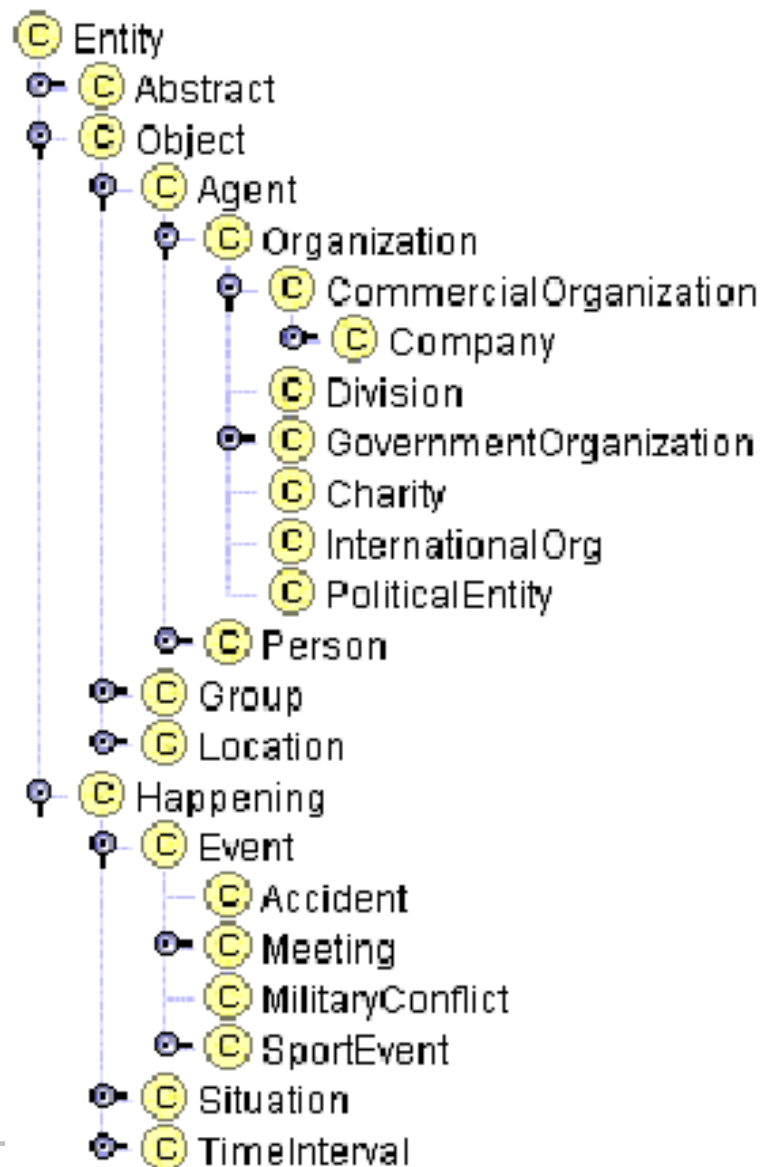 C Entity
C Abstract
C Object
C Agent
C Organization
C CommercialOrganization
C Company
C Division
C GovernmentOrganization
C Charity
C InternationalOrg
C PoliticalEntity
C Person
C Group
C Location
C Happening
C Event
C Accident
C Meeting
C MilitaryConflict
C SportEvent
C Situation
C TimeInterval